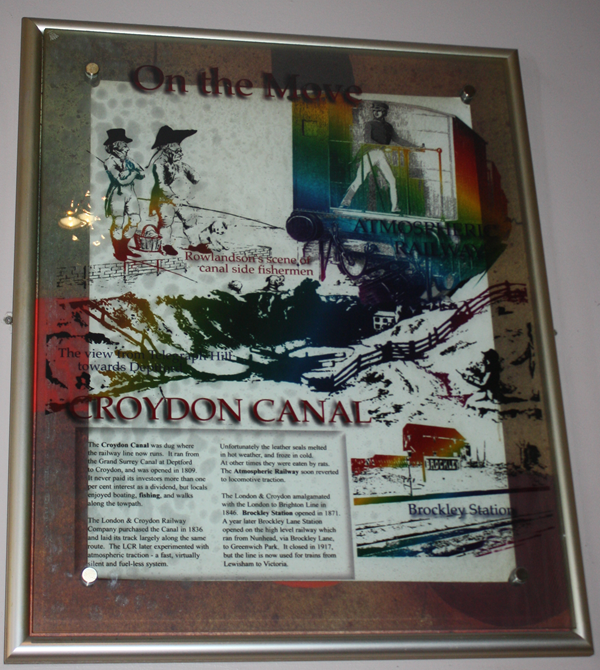 On the Move
ATMOSPHERIC
RAILWAY
Rowlandson's scene of
canal side fishermen
The view from Telegraph Hill
towards
CROYDON CANAL
The Croydon Canal was dug where
the railway line now runs. It ran from
the Grand Surrey Canal at Deptford
to Croydon, and was opened in 1809.
It never paid its investors more than one
per cent interest as a dividend, but locals
enjoyed boating, fishing, and walks
along the towpath.
The London & Croydon Railway
Company purchased the Canal in 1836
and laid its track largely along the same
route. The LCR later experimented with
atmospheric traction - a fast, virtually
silent and fuel-less system.
Unfortunately the leather seals melted
in hot weather, and froze in cold.
At other times they were eaten by rats.
The Atmospheric Railway soon reverted
to locomotive traction.
The London & Croydon amalgamated
with the London to Brighton Line in
1846. Brockley Station opened in 1871.
A year later Brockley Lane Station
opened on the high level railway which
ran from Nunhead, via Brockley Lane,
to Greenwich Park. It closed in 1917,
but the line is now used for trains from
Lewisham to Victoria.
Brockley Station